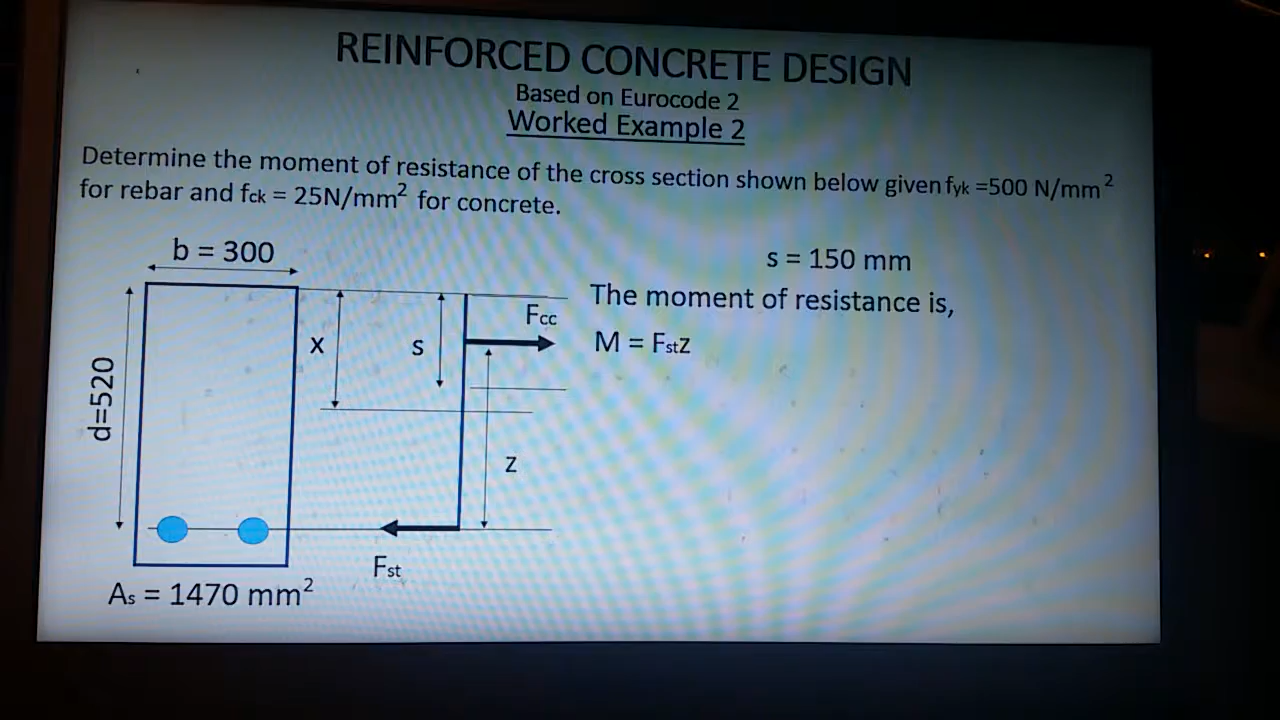 REINFORCED CONCRETE DESIGN
Based on Eurocode 2
Worked Example 2
Determine the moment of resistance of the cross section shown below given fyk =500 N/mm²
for rebar and fck = 25N/mm² for concrete.
b = 300
s = 150 mm
The moment of resistance is,
Fcc
x
s
M = Fstz
d=520
z
Fst
As = 1470 mm²